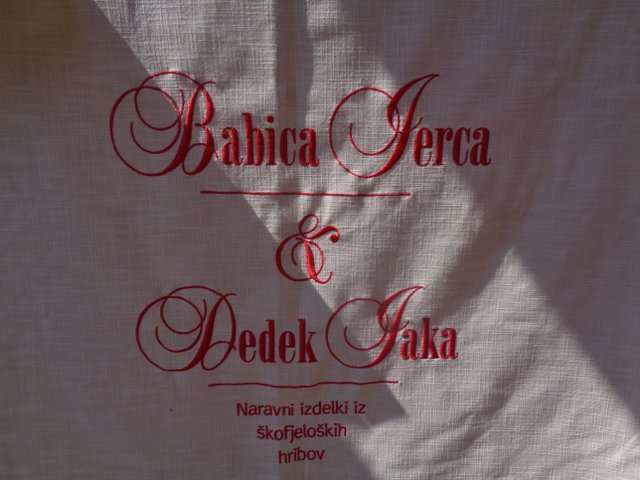 Babica Jerca
&
Dedek Jaka
Naravni izdelki iz
škofjeloških
hribov